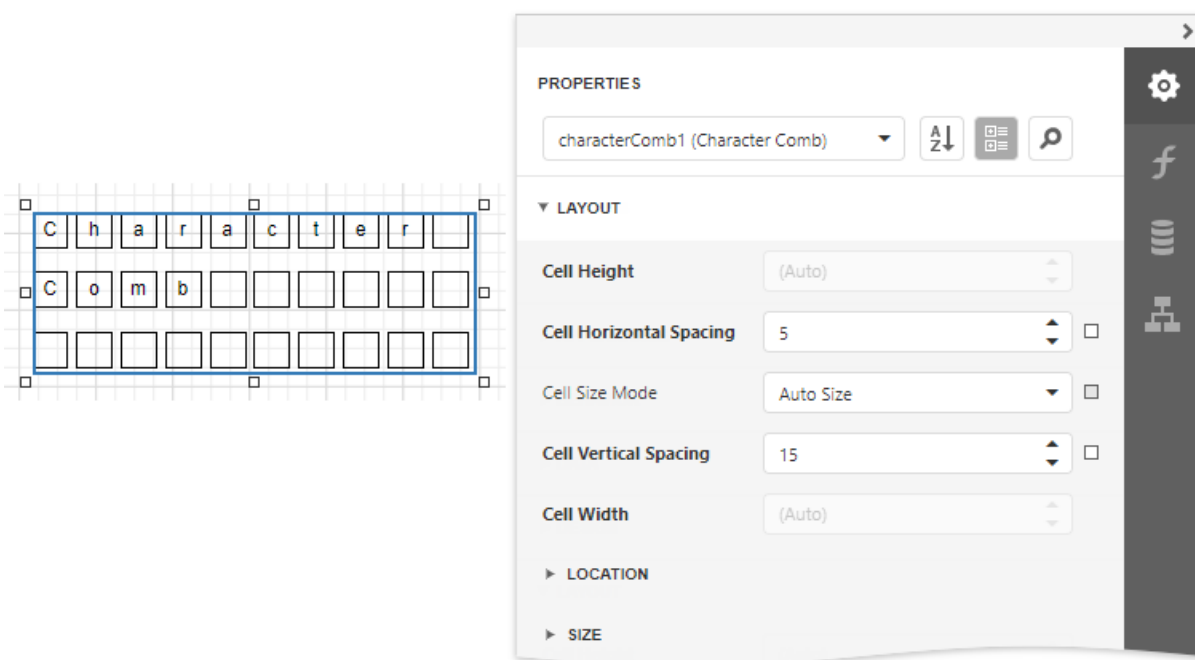 C h a r a c t e r
C o m b
PROPERTIES
characterComb1 (Character Comb)
A
Z
LAYOUT
Cell Height (Auto)
Cell Horizontal Spacing 5
Cell Size Mode Auto Size
Cell Vertical Spacing 15
Cell Width (Auto)
LOCATION
SIZE